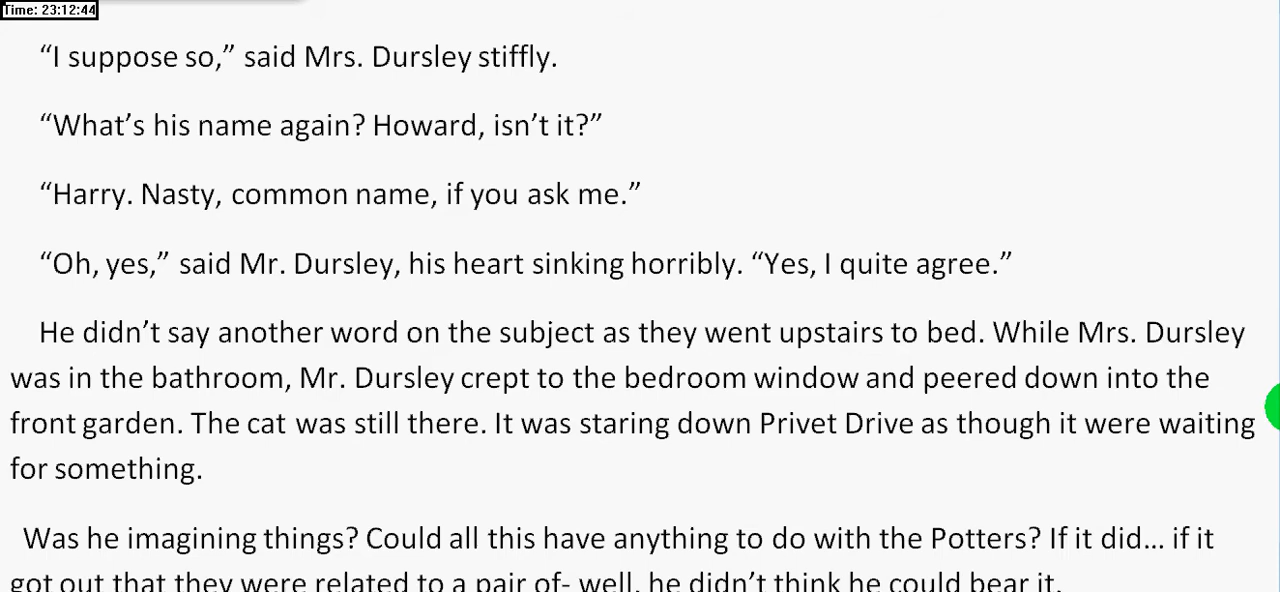 Time: 23:12:44
“I suppose so,” said Mrs. Dursley stiffly.
“What’s his name again? Howard, isn’t it?”
“Harry. Nasty, common name, if you ask me.”
“Oh, yes,” said Mr. Dursley, his heart sinking horribly. “Yes, I quite agree.”
He didn’t say another word on the subject as they went upstairs to bed. While Mrs. Dursley
was in the bathroom, Mr. Dursley crept to the bedroom window and peered down into the
front garden. The cat was still there. It was staring down Privet Drive as though it were waiting
for something.
Was he imagining things? Could all this have anything to do with the Potters? If it did... if it
got out that they were related to a pair of- well, he didn’t think he could bear it.